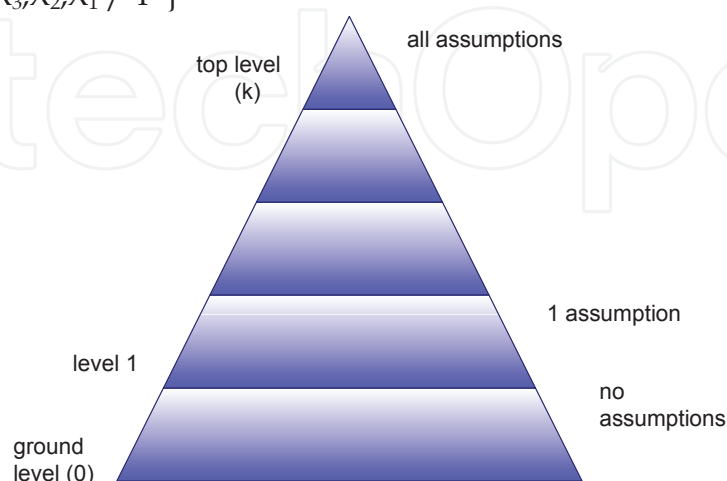 all assumptions
top level
(k)
1 assumption
level 1
no
assumptions
ground
level (0)